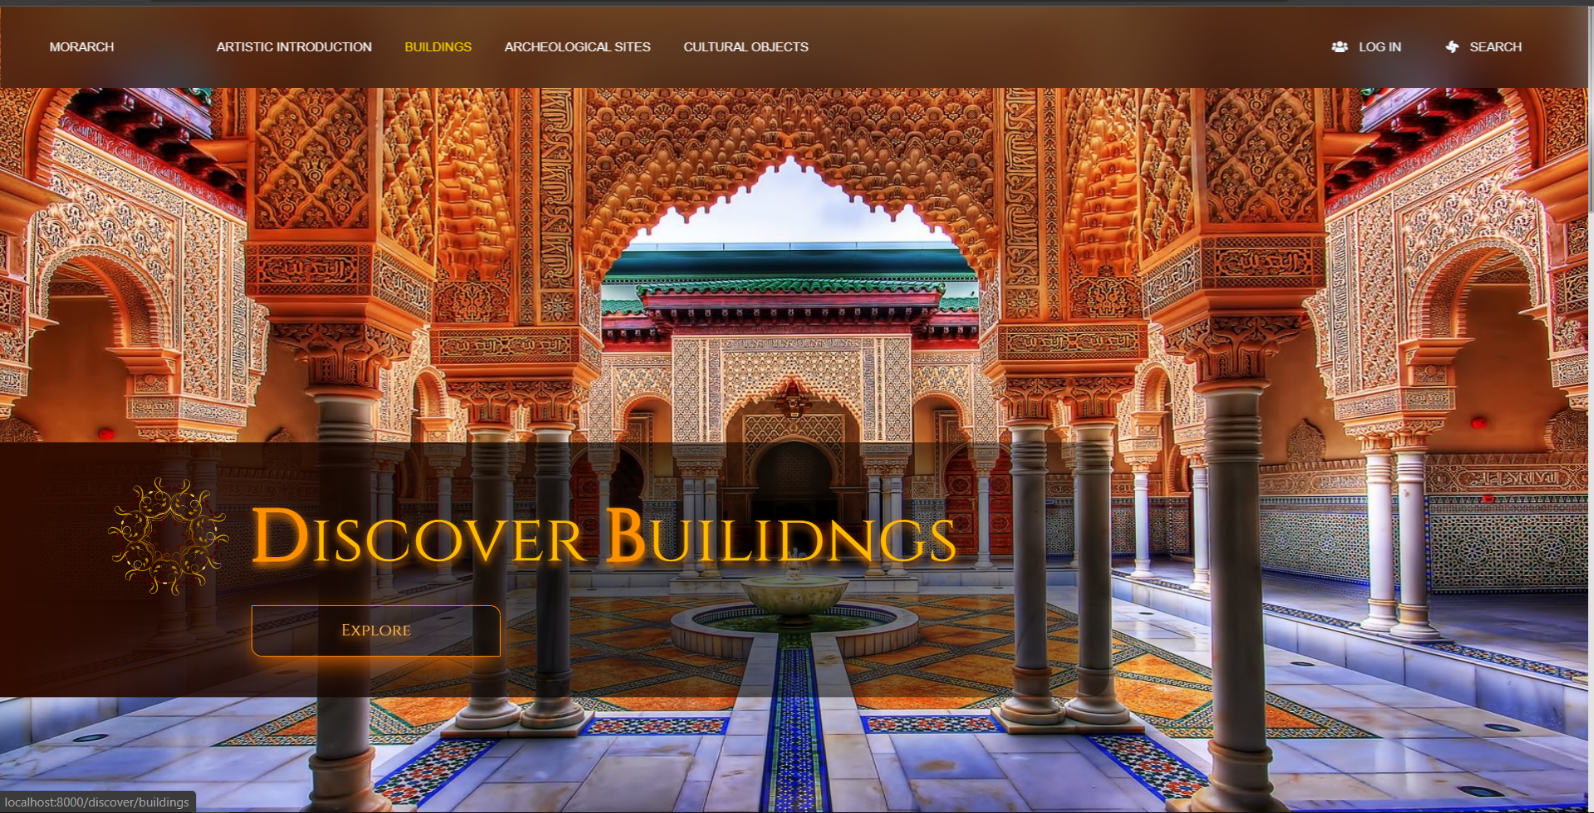 MORARCH ARTISTIC INTRODUCTION BUILDINGS ARCHEOLOGICAL SITES CULTURAL OBJECTS LOG IN SEARCH
DISCOVER BUILIDNGS
EXPLORE
localhost:8000/discover/buildings